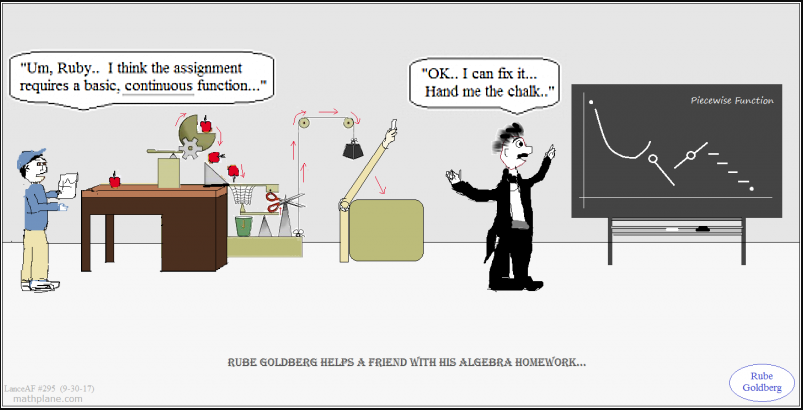 "Um, Ruby.. I think the assignment
requires a basic, continuous function..."
"OK.. I can fix it...
Hand me the chalk.."
Piecewise Function
RUBE GOLDBERG HELPS A FRIEND WITH HIS ALGEBRA HOMEWORK...
LanceAF #295 (9-30-17)
mathplane.com
Rube
Goldberg